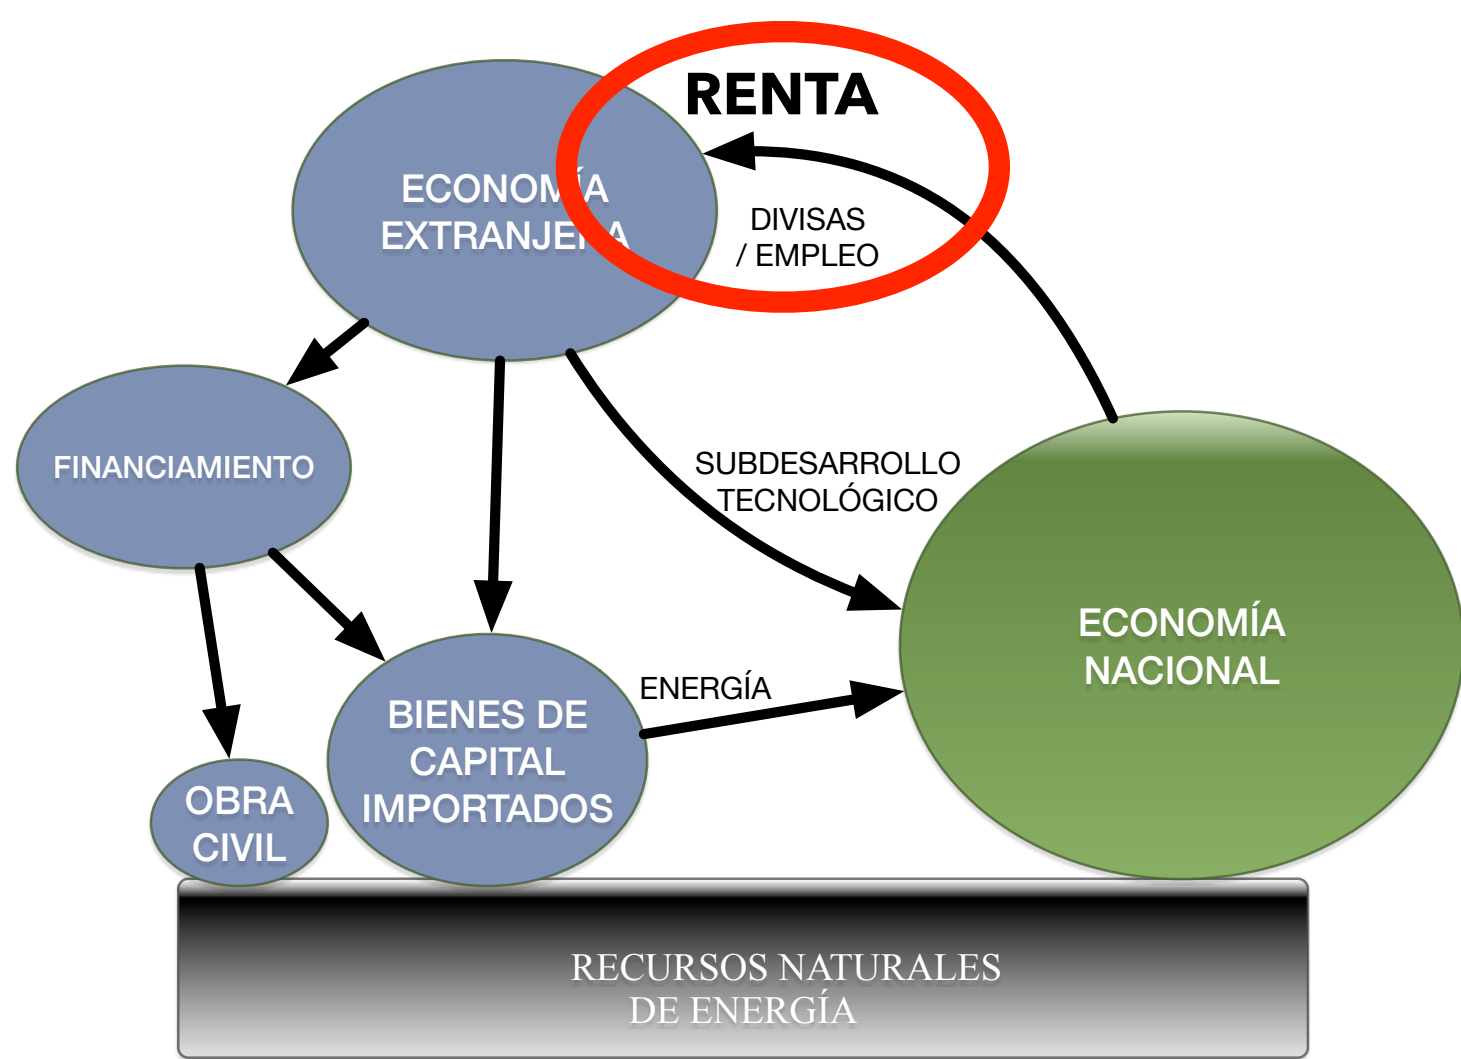 RENTA
ECONOMÍA
EXTRANJERA
DIVISAS
/ EMPLEO
FINANCIAMIENTO
SUBDESARROLLO
TECNOLÓGICO
ECONOMÍA
NACIONAL
ENERGÍA
BIENES DE
CAPITAL
IMPORTADOS
OBRA
CIVIL
RECURSOS NATURALES
DE ENERGÍA